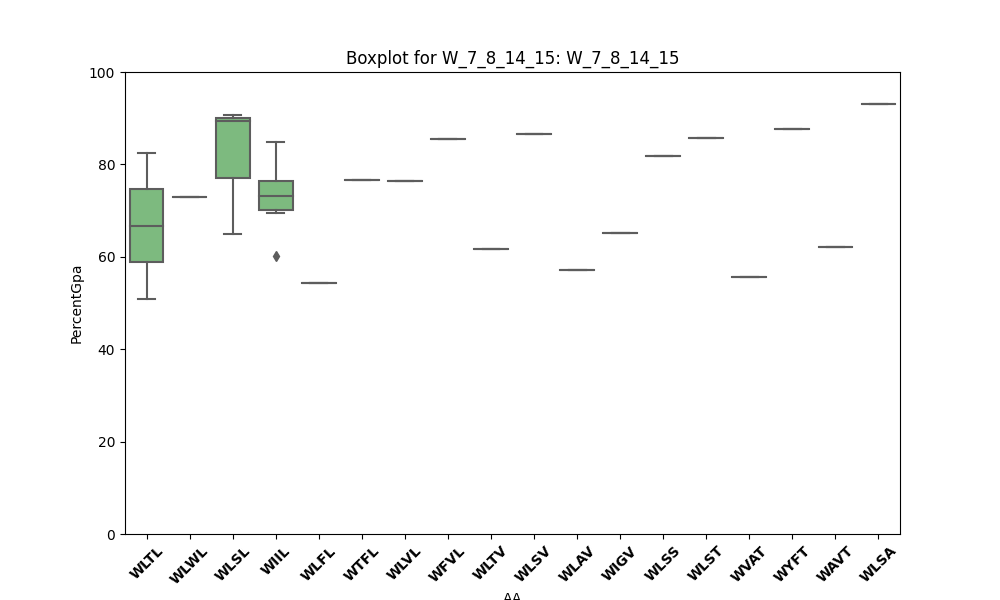 Boxplot for W_7_8_14_15: W_7_8_14_15
PercentGpa
100
80
60
40
20
0
WLTL WLWL WLSL WIIL WLFL WTFL WLVL WFVL WLTV WLSV WLAV WIGV WLSS WLST WVAT WYFT WAVT WLSA
AA